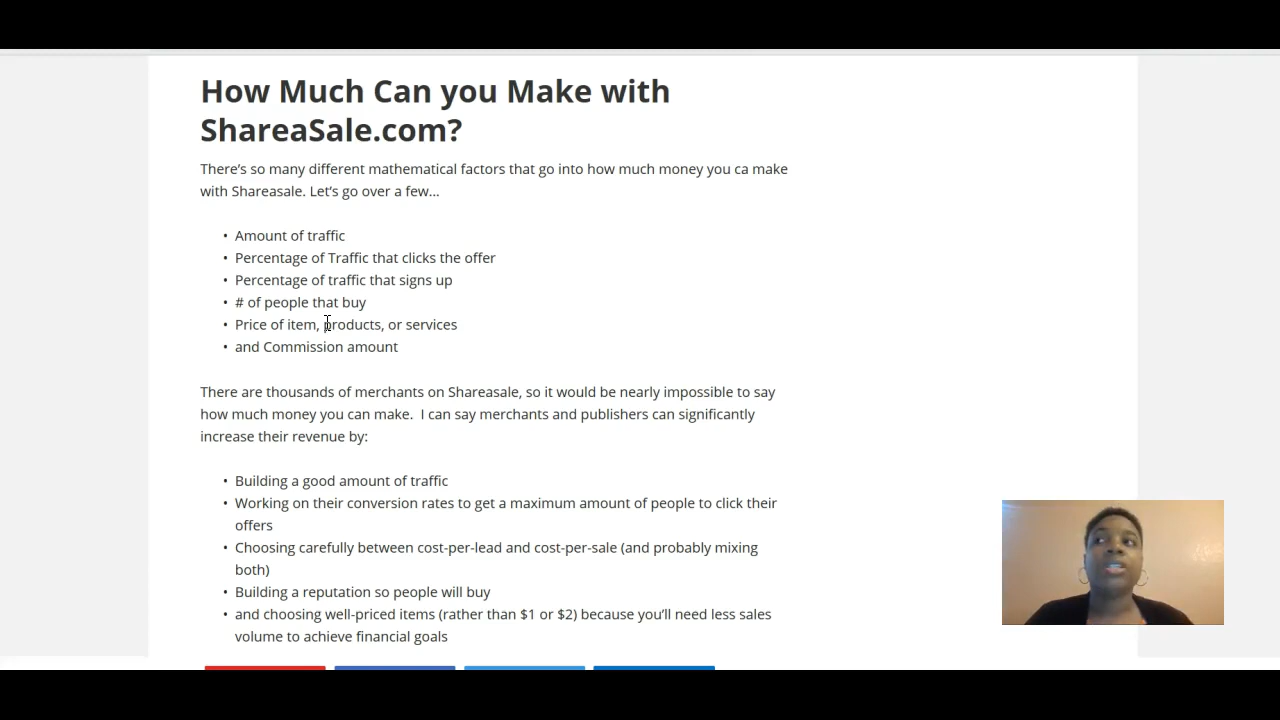 How Much Can you Make with
ShareaSale.com?
There's so many different mathematical factors that go into how much money you ca make
with Shareasale. Let's go over a few…
• Amount of traffic
• Percentage of Traffic that clicks the offer
• Percentage of traffic that signs up
• # of people that buy
• Price of item, products, or services
• and Commission amount
There are thousands of merchants on Shareasale, so it would be nearly impossible to say
how much money you can make.  I can say merchants and publishers can significantly
increase their revenue by:
• Building a good amount of traffic
• Working on their conversion rates to get a maximum amount of people to click their
offers
• Choosing carefully between cost-per-lead and cost-per-sale (and probably mixing
both)
• Building a reputation so people will buy
• and choosing well-priced items (rather than $1 or $2) because you'll need less sales
volume to achieve financial goals